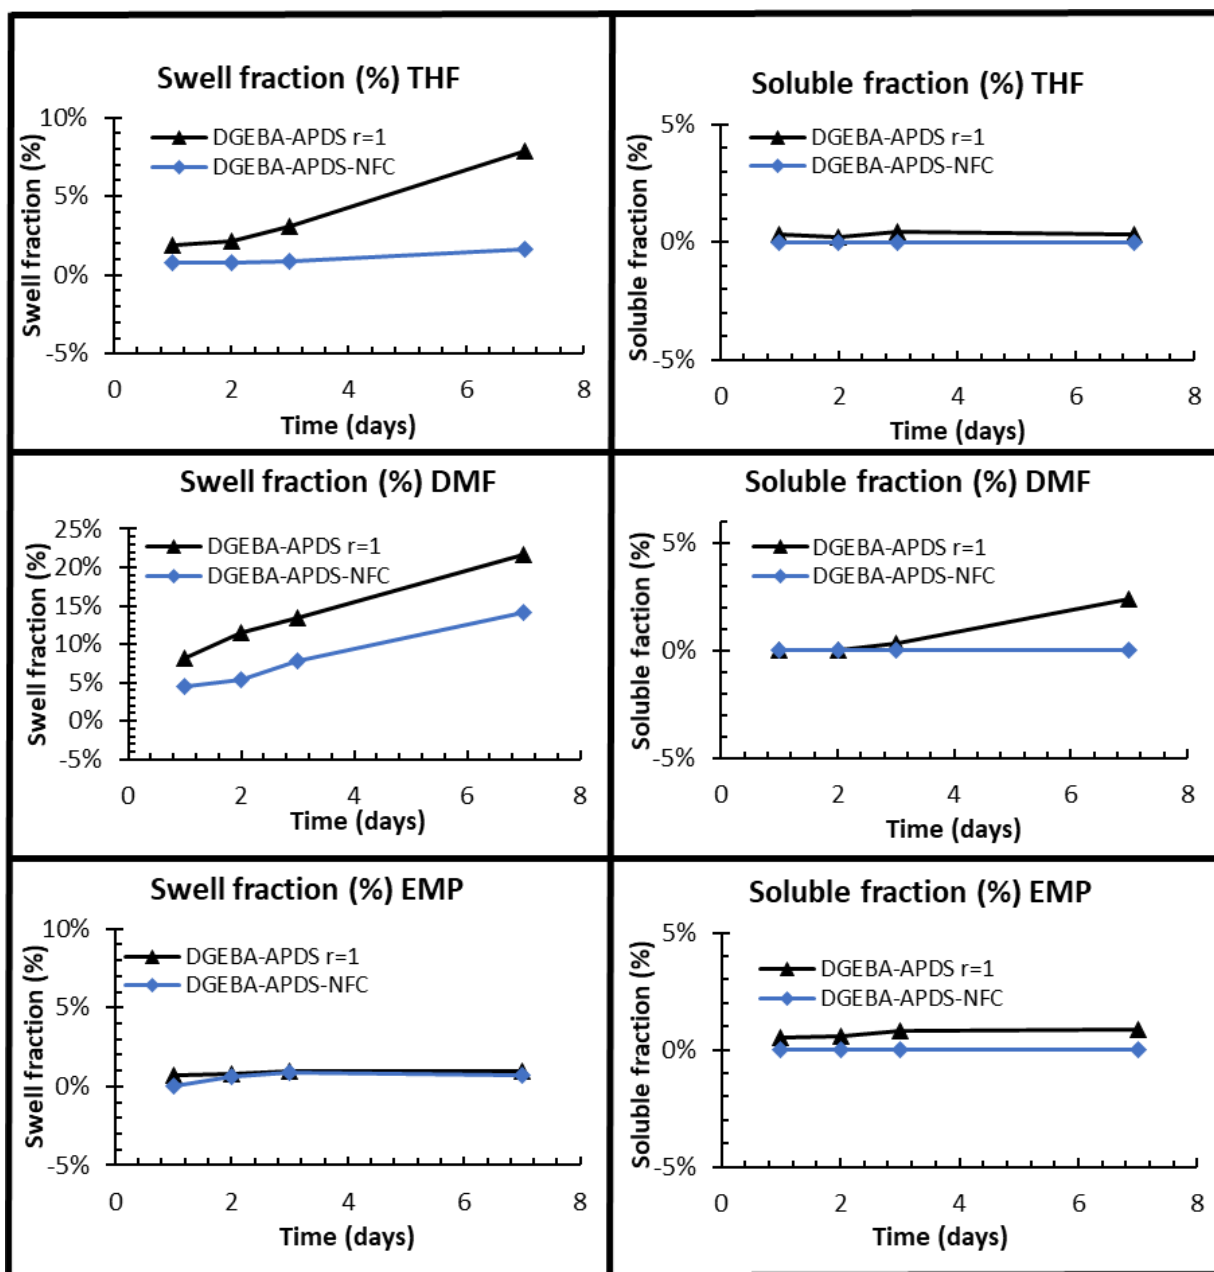 Swell fraction (%) THF
10%
5%
0%
-5%
Swell fraction (%)
DGEBA-APDS r=1
DGEBA-APDS-NFC
0 2 4 6 8
Time (days)
Soluble fraction (%) THF
5%
0%
-5%
Soluble fraction (%)
DGEBA-APDS r=1
DGEBA-APDS-NFC
0 2 4 6 8
Time (days)
Swell fraction (%) DMF
25%
20%
15%
10%
5%
0%
-5%
Swell fraction (%)
DGEBA-APDS r=1
DGEBA-APDS-NFC
0 2 4 6 8
Time (days)
Soluble fraction (%) DMF
5%
0%
-5%
Soluble faction (%)
DGEBA-APDS r=1
DGEBA-APDS-NFC
0 2 4 6 8
Time (days)
Swell fraction (%) EMP
10%
5%
0%
-5%
Swell fraction (%)
DGEBA-APDS r=1
DGEBA-APDS-NFC
0 2 4 6 8
Time (days)
Soluble fraction (%) EMP
5%
0%
-5%
Soluble fraction (%)
DGEBA-APDS r=1
DGEBA-APDS-NFC
0 2 4 6 8
Time (days)